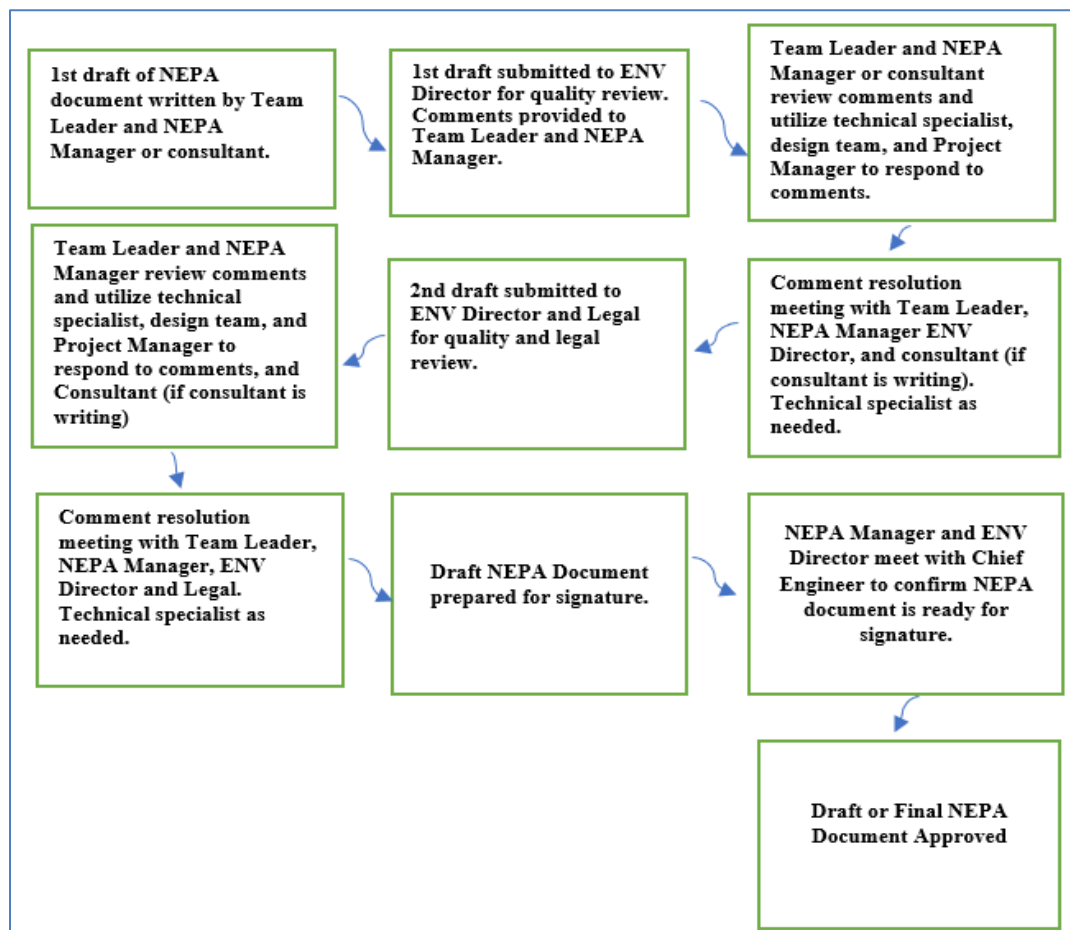 1st draft of NEPA
document written by Team
Leader and NEPA
Manager or consultant.
1st draft submitted to ENV
Director for quality review.
Comments provided to
Team Leader and NEPA
Manager.
Team Leader and NEPA
Manager or consultant
review comments and
utilize technical specialist,
design team, and Project
Manager to respond to
comments.
Comment resolution
meeting with Team Leader,
NEPA Manager ENV
Director, and consultant (if
consultant is writing).
Technical specialist as
needed.
2nd draft submitted to
ENV Director and Legal
for quality and legal
review.
Team Leader and NEPA
Manager review comments
and utilize technical
specialist, design team, and
Project Manager to
respond to comments, and
Consultant (if consultant is
writing)
Comment resolution
meeting with Team Leader,
NEPA Manager, ENV
Director and Legal.
Technical specialist as
needed.
Draft NEPA Document
prepared for signature.
NEPA Manager and ENV
Director meet with Chief
Engineer to confirm NEPA
document is ready for
signature.
Draft or Final NEPA
Document Approved